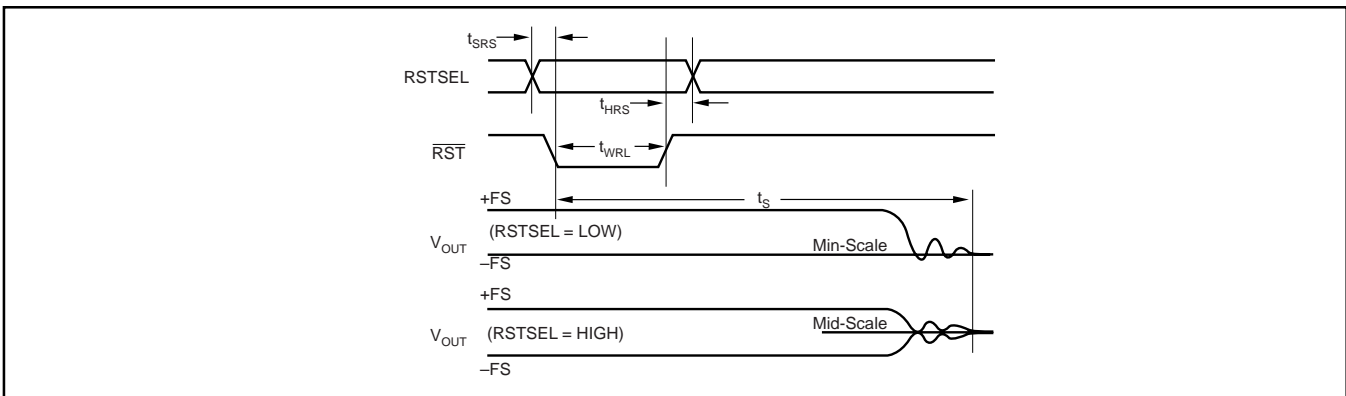 tSRS
RSTSEL
tHRS
RST
tWRL
+FS
tS
VOUT
(RSTSEL = LOW)
Min-Scale
–FS
+FS
VOUT
(RSTSEL = HIGH)
Mid-Scale
–FS